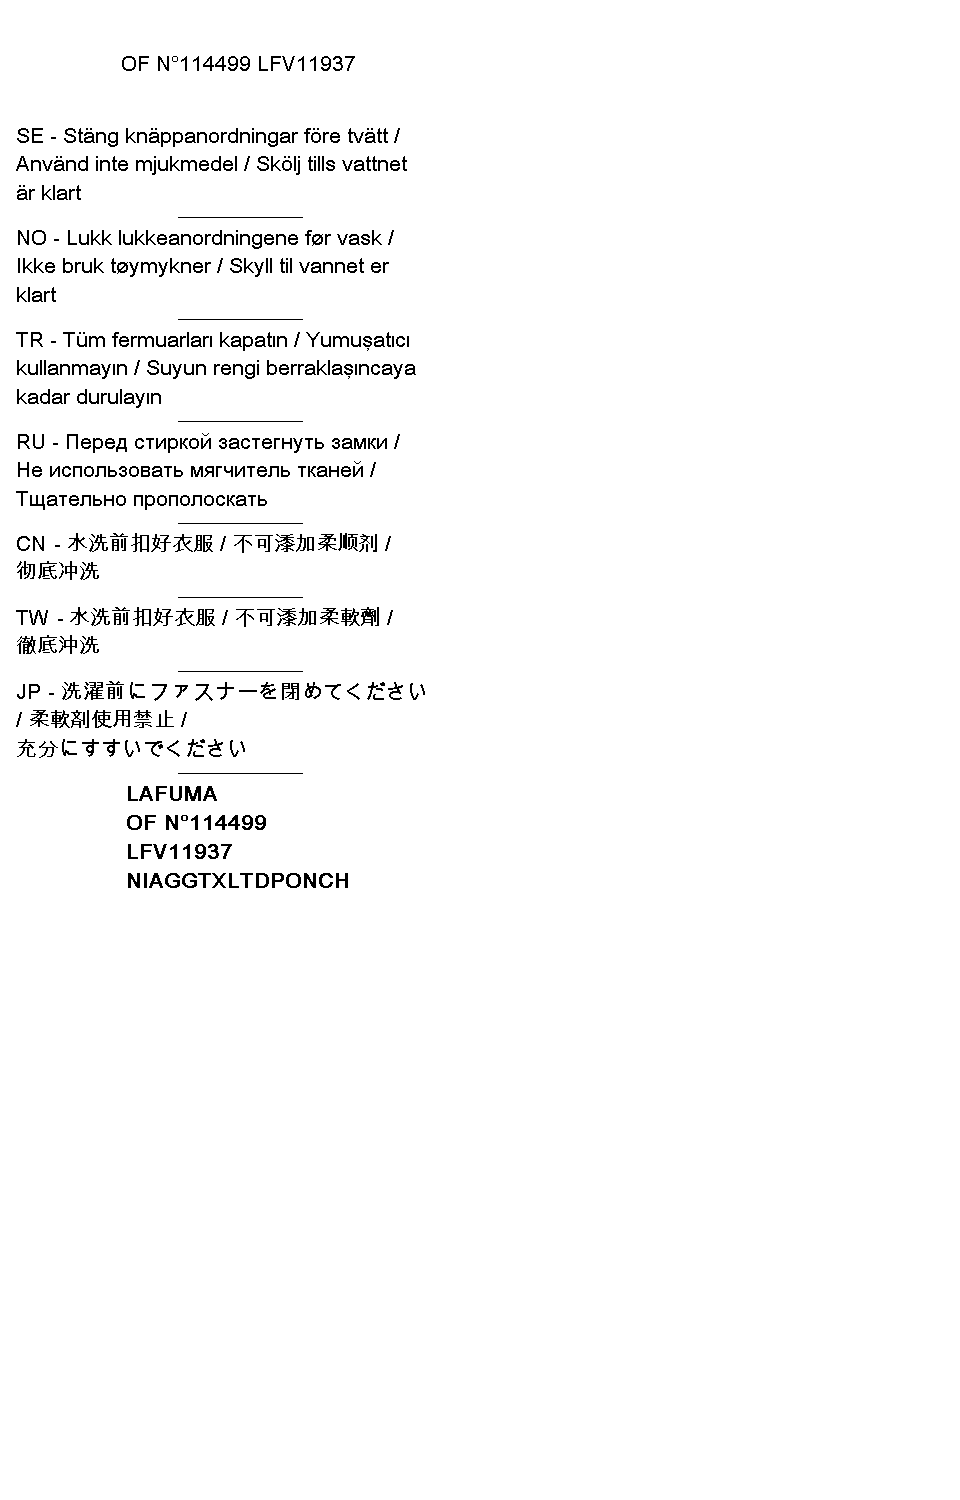 OF N°114499 LFV11937
SE - Stäng knäppanordningar före tvätt /
Använd inte mjukmedel / Skölj tills vattnet
är klart
NO - Lukk lukkeanordningene før vask /
Ikke bruk tøymykner / Skyll til vannet er
klart
TR - Tüm fermuarları kapatın / Yumuşatıcı
kullanmayın / Suyun rengi berraklaşıncaya
kadar durulayın
RU - Перед стиркой застегнуть замки /
Не использовать мягчитель тканей /
Тщательно прополоскать
CN - 水洗前扣好衣服 / 不可漆加柔顺剂 /
彻底冲洗
TW - 水洗前扣好衣服 / 不可漆加柔軟劑 /
徹底沖洗
JP - 洗濯前にファスナーを閉めてください
/ 柔軟剤使用禁止 /
充分にすすいでください
LAFUMA
OF N°114499
LFV11937
NIAGGTXLTDPONCH